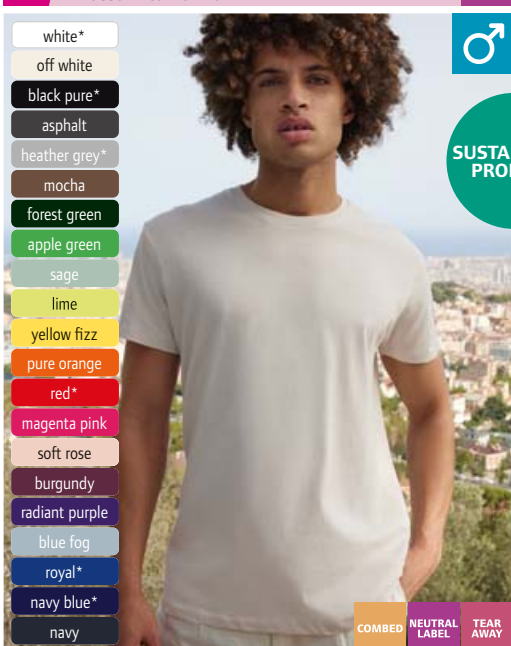 white*
off white
black pure*
asphalt
heather grey*
mocha
forest green
apple green
sage
lime
yellow fizz
pure orange
red*
magenta pink
soft rose
burgundy
radiant purple
blue fog
royal*
navy blue*
navy
SUSTA
PRO
COMBED
NEUTRAL
LABEL
TEAR
AWAY